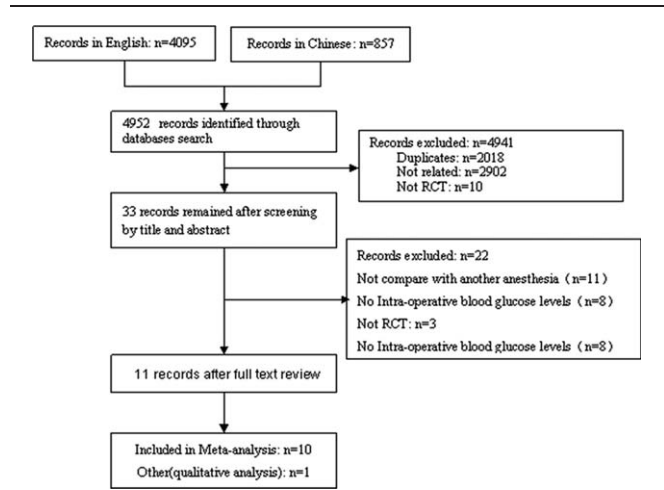 Records in English: n=4095
Records in Chinese: n=857
4952 records identified through
databases search
Records excluded: n=4941
Duplicates: n=2018
Not related: n=2902
Not RCT: n=10
33 records remained after screening
by title and abstract
Records excluded: n=22
Not compare with another anesthesia (n=11)
No Intra-operative blood glucose levels (n=8)
Not RCT: n=3
No Intra-operative blood glucose levels (n=8)
11 records after full text review
Included in Meta-analysis: n=10
Other(qualitative analysis): n=1